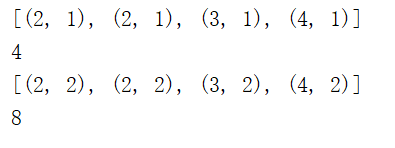 [(2, 1), (2, 1), (3, 1), (4, 1)]
4
[(2, 2), (2, 2), (3, 2), (4, 2)]
8